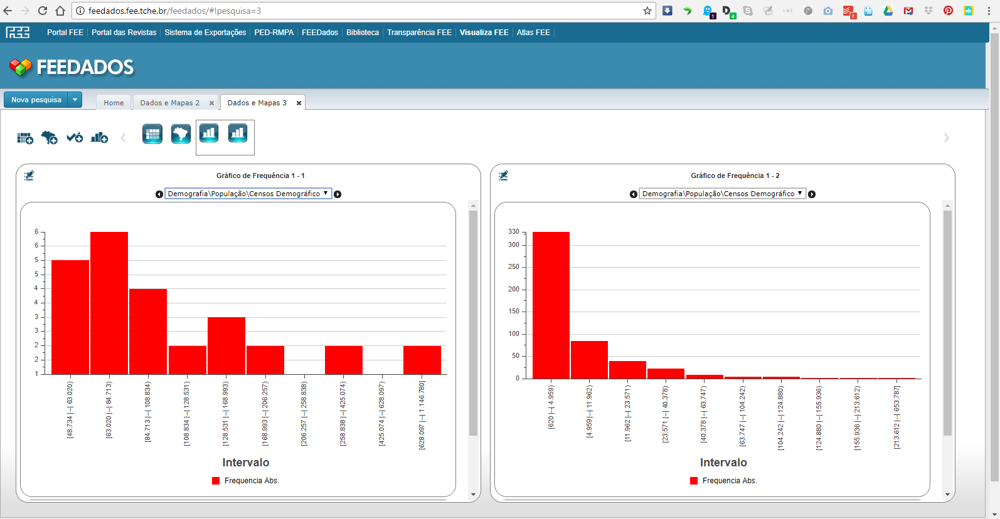 feedados.fee.tche.br/feedados/#!pesquisa=3
1
4
?
FEE
Portal FEE
Portal das Revistas
Sistema de Exportações
PED-RMPA
FEEDados
Biblioteca
Transparência FEE
Visualiza FEE
Atlas FEE
FEEDADOS
Nova pesquisa
Home
Dados e Mapas 2
Dados e Mapas 3
Gráfico de Frequência 1 - 1
Demografia\População\Censos Demográfico
6
6
5
5
4
4
3
3
2
2
1
[48.734 |--| 63.020)
[63.020 |--| 84.713)
[84.713 |--| 108.834)
[108.834 |--| 128.531)
[128.531 |--| 168.993)
[168.993 |--| 206.257)
[206.257 |--| 258.838)
[258.838 |--| 425.074)
[425.074 |--| 628.097)
[628.097 |--| 1.146.780]
Intervalo
Frequencia Abs.
Gráfico de Frequência 1 - 2
Demografia\População\Censos Demográfico
330
300
250
200
150
100
50
0
[620 |--| 4.959)
[4.959 |--| 11.962)
[11.962 |--| 23.571)
[23.571 |--| 40.378)
[40.378 |--| 63.747)
[63.747 |--| 104.242)
[104.242 |--| 124.880)
[124.880 |--| 155.936)
[155.936 |--| 213.612)
[213.612 |--| 653.787]
Intervalo
Frequencia Abs.